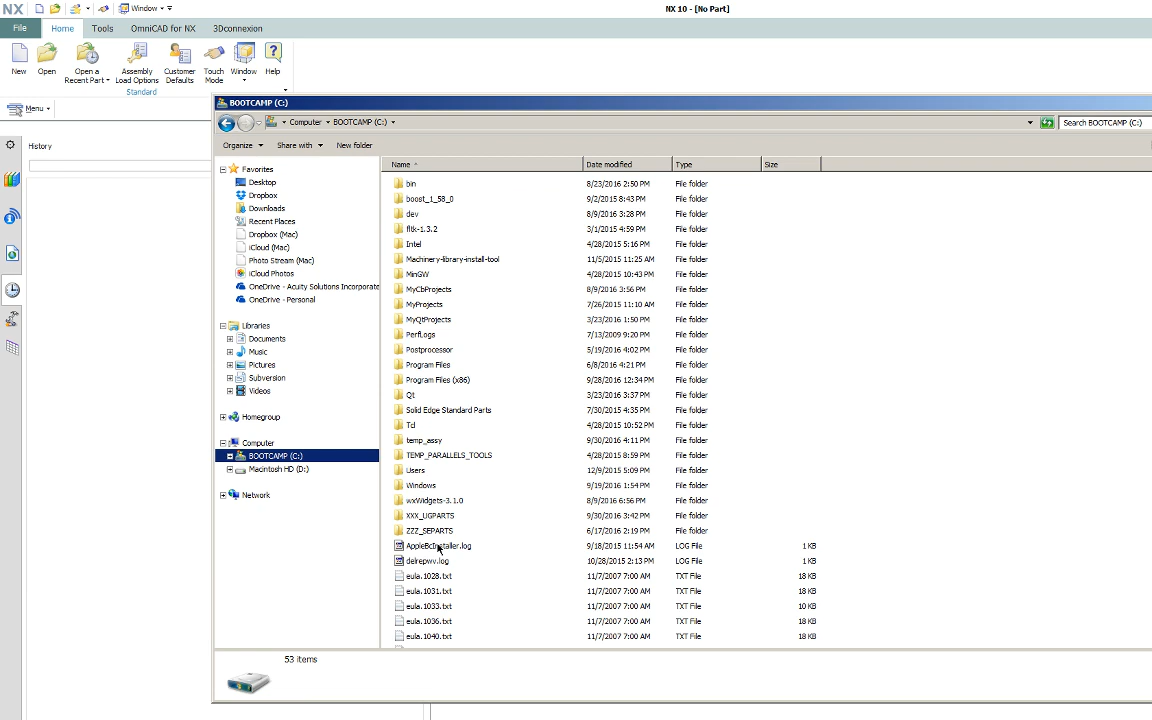 NX Window NX 10 - [No Part]
File Home Tools OmniCAD for NX 3Dconnexion
New Open Open a Recent Part Assembly Load Options Customer Defaults Touch Mode Window Help
Standard
Menu
History
BOOTCAMP (C:)
Computer BOOTCAMP (C:) Search BOOTCAMP (C:)
Organize Share with New folder
Name Date modified Type Size
Favorites
Desktop
Dropbox
Downloads
Recent Places
Dropbox (Mac)
iCloud (Mac)
Photo Stream (Mac)
iCloud Photos
OneDrive - Acuity Solutions Incorporate
OneDrive - Personal
Libraries
Documents
Music
Pictures
Subversion
Videos
Homegroup
Computer
BOOTCAMP (C:)
Macintosh HD (D:)
Network
bin 8/23/2016 2:50 PM File folder
boost_1_58_0 9/2/2015 8:43 PM File folder
dev 8/9/2016 3:28 PM File folder
fltk-1.3.2 3/1/2015 4:59 PM File folder
Intel 4/28/2015 5:16 PM File folder
Machinery-library-install-tool 11/5/2015 11:25 AM File folder
MinGW 4/28/2015 10:43 PM File folder
MyCbProjects 8/9/2016 3:56 PM File folder
MyProjects 7/26/2015 11:10 AM File folder
MyQtProjects 3/23/2016 1:50 PM File folder
PerfLogs 7/13/2009 9:20 PM File folder
Postprocessor 5/19/2016 4:02 PM File folder
Program Files 6/8/2016 4:21 PM File folder
Program Files (x86) 9/28/2016 12:34 PM File folder
Qt 3/23/2016 3:37 PM File folder
Solid Edge Standard Parts 7/30/2015 4:35 PM File folder
Tcl 4/28/2015 10:52 PM File folder
temp_assy 9/30/2016 4:11 PM File folder
TEMP_PARALLELS_TOOLS 4/28/2015 8:59 PM File folder
Users 12/9/2015 5:09 PM File folder
Windows 9/19/2016 1:54 PM File folder
wxWidgets-3.1.0 8/9/2016 6:56 PM File folder
XXX_UGPARTS 9/30/2016 3:42 PM File folder
ZZZ_SEPARTS 6/17/2016 2:19 PM File folder
AppleBcInstaller.log 9/18/2015 11:54 AM LOG File 1 KB
delrepwv.log 10/28/2015 2:13 PM LOG File 1 KB
eula.1028.txt 11/7/2007 7:00 AM TXT File 18 KB
eula.1031.txt 11/7/2007 7:00 AM TXT File 18 KB
eula.1033.txt 11/7/2007 7:00 AM TXT File 10 KB
eula.1036.txt 11/7/2007 7:00 AM TXT File 18 KB
eula.1040.txt 11/7/2007 7:00 AM TXT File 18 KB
53 items